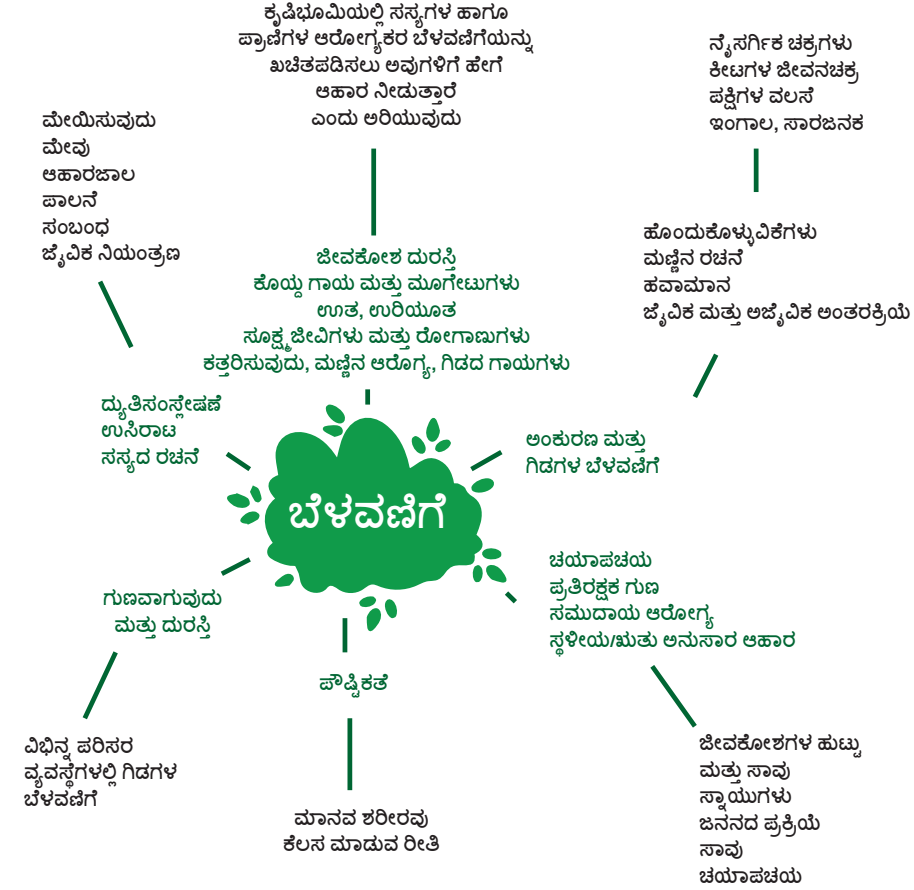 ಕೃಷಿಭೂಮಿಯಲ್ಲಿ ಸಸ್ಯಗಳ ಹಾಗೂ
ಪ್ರಾಣಿಗಳ ಆರೋಗ್ಯಕರ ಬೆಳವಣಿಗೆಯನ್ನು
ಖಚಿತಪಡಿಸಲು ಅವುಗಳಿಗೆ ಹೇಗೆ
ಆಹಾರ ನೀಡುತ್ತಾರೆ
ಎಂದು ಅರಿಯುವುದು
ನೈಸರ್ಗಿಕ ಚಕ್ರಗಳು
ಕೀಟಗಳ ಜೀವನಚಕ್ರ
ಪಕ್ಷಿಗಳ ವಲಸೆ
ಇಂಗಾಲ, ಸಾರಜನಕ
ಮೇಯಿಸುವುದು
ಮೇವು
ಆಹಾರಜಾಲ
ಪಾಲನೆ
ಸಂಬಂಧ
ಜೈವಿಕ ನಿಯಂತ್ರಣ
ಹೊಂದುಕೊಳ್ಳುವಿಕೆಗಳು
ಮಣ್ಣಿನ ರಚನೆ
ಹವಾಮಾನ
ಜೈವಿಕ ಮತ್ತು ಅಜೈವಿಕ ಅಂತರಕ್ರಿಯೆ
ಜೀವಕೋಶ ದುರಸ್ತಿ
ಕೊಯ್ದ ಗಾಯ ಮತ್ತು ಮೂಗೇಟುಗಳು
ಊತ, ಉರಿಯೂತ
ಸೂಕ್ಷ್ಮಜೀವಿಗಳು ಮತ್ತು ರೋಗಾಣುಗಳು
ಕತ್ತರಿಸುವುದು, ಮಣ್ಣಿನ ಆರೋಗ್ಯ, ಗಿಡದ ಗಾಯಗಳು
ದ್ಯುತಿಸಂಸ್ಲೇಷಣೆ
ಉಸಿರಾಟ
ಸಸ್ಯದ ರಚನೆ
ಅಂಕುರಣ ಮತ್ತು
ಗಿಡಗಳ ಬೆಳವಣಿಗೆ
ಬೆಳವಣಿಗೆ
ಚಯಾಪಚಯ
ಪ್ರತಿರಕ್ಷಕ ಗುಣ
ಸಮುದಾಯ ಆರೋಗ್ಯ
ಸ್ಥಳೀಯ/ಋತು ಅನುಸಾರ ಆಹಾರ
ಗುಣವಾಗುವುದು
ಮತ್ತು ದುರಸ್ತಿ
ಪೌಷ್ಟಿಕತೆ
ವಿಭಿನ್ನ ಪರಿಸರ
ವ್ಯವಸ್ಥೆಗಳಲ್ಲಿ ಗಿಡಗಳ
ಬೆಳವಣಿಗೆ
ಮಾನವ ಶರೀರವು
ಕೆಲಸ ಮಾಡುವ ರೀತಿ
ಜೀವಕೋಶಗಳ ಹುಟ್ಟು
ಮತ್ತು ಸಾವು
ಸ್ನಾಯುಗಳು
ಜನನದ ಪ್ರಕ್ರಿಯೆ
ಸಾವು
ಚಯಾಪಚಯ